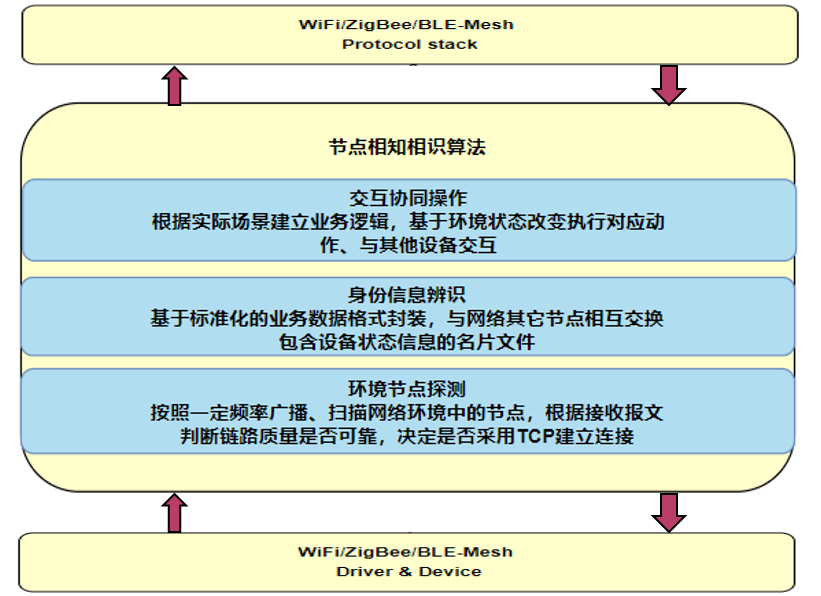 WiFi/ZigBee/BLE-Mesh
Protocol stack
节点相知相识算法
交互协同操作
根据实际场景建立业务逻辑，基于环境状态改变执行对应动
作、与其他设备交互
身份信息辨识
基于标准化的业务数据格式封装，与网络其它节点相互交换
包含设备状态信息的名片文件
环境节点探测
按照一定频率广播、扫描网络环境中的节点，根据接收报文
判断链路质量是否可靠，决定是否采用TCP建立连接
WiFi/ZigBee/BLE-Mesh
Driver & Device